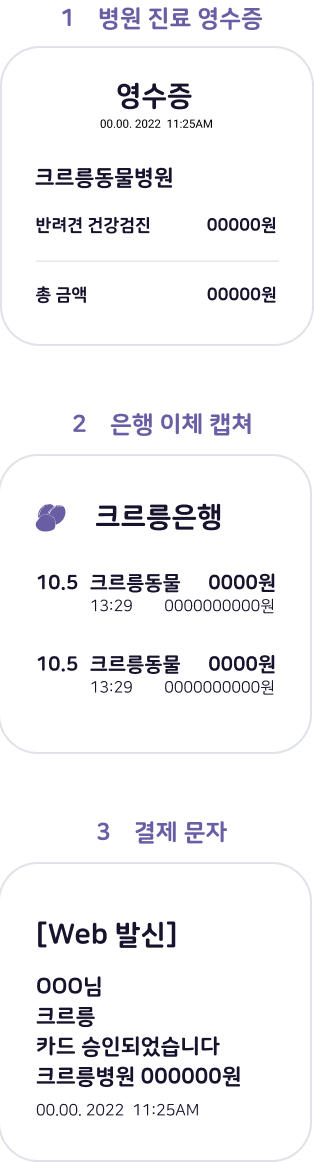 1 병원 진료 영수증
영수증
00.00. 2022 11:25AM
크르릉동물병원
반려견 건강검진 00000원
총 금액 00000원
2 은행 이체 캡쳐
크르릉은행
10.5 크르릉동물 0000원
13:29 0000000000원
10.5 크르릉동물 0000원
13:29 0000000000원
3 결제 문자
[Web 발신]
OOO님
크르릉
카드 승인되었습니다
크르릉병원 000000원
00.00. 2022 11:25AM